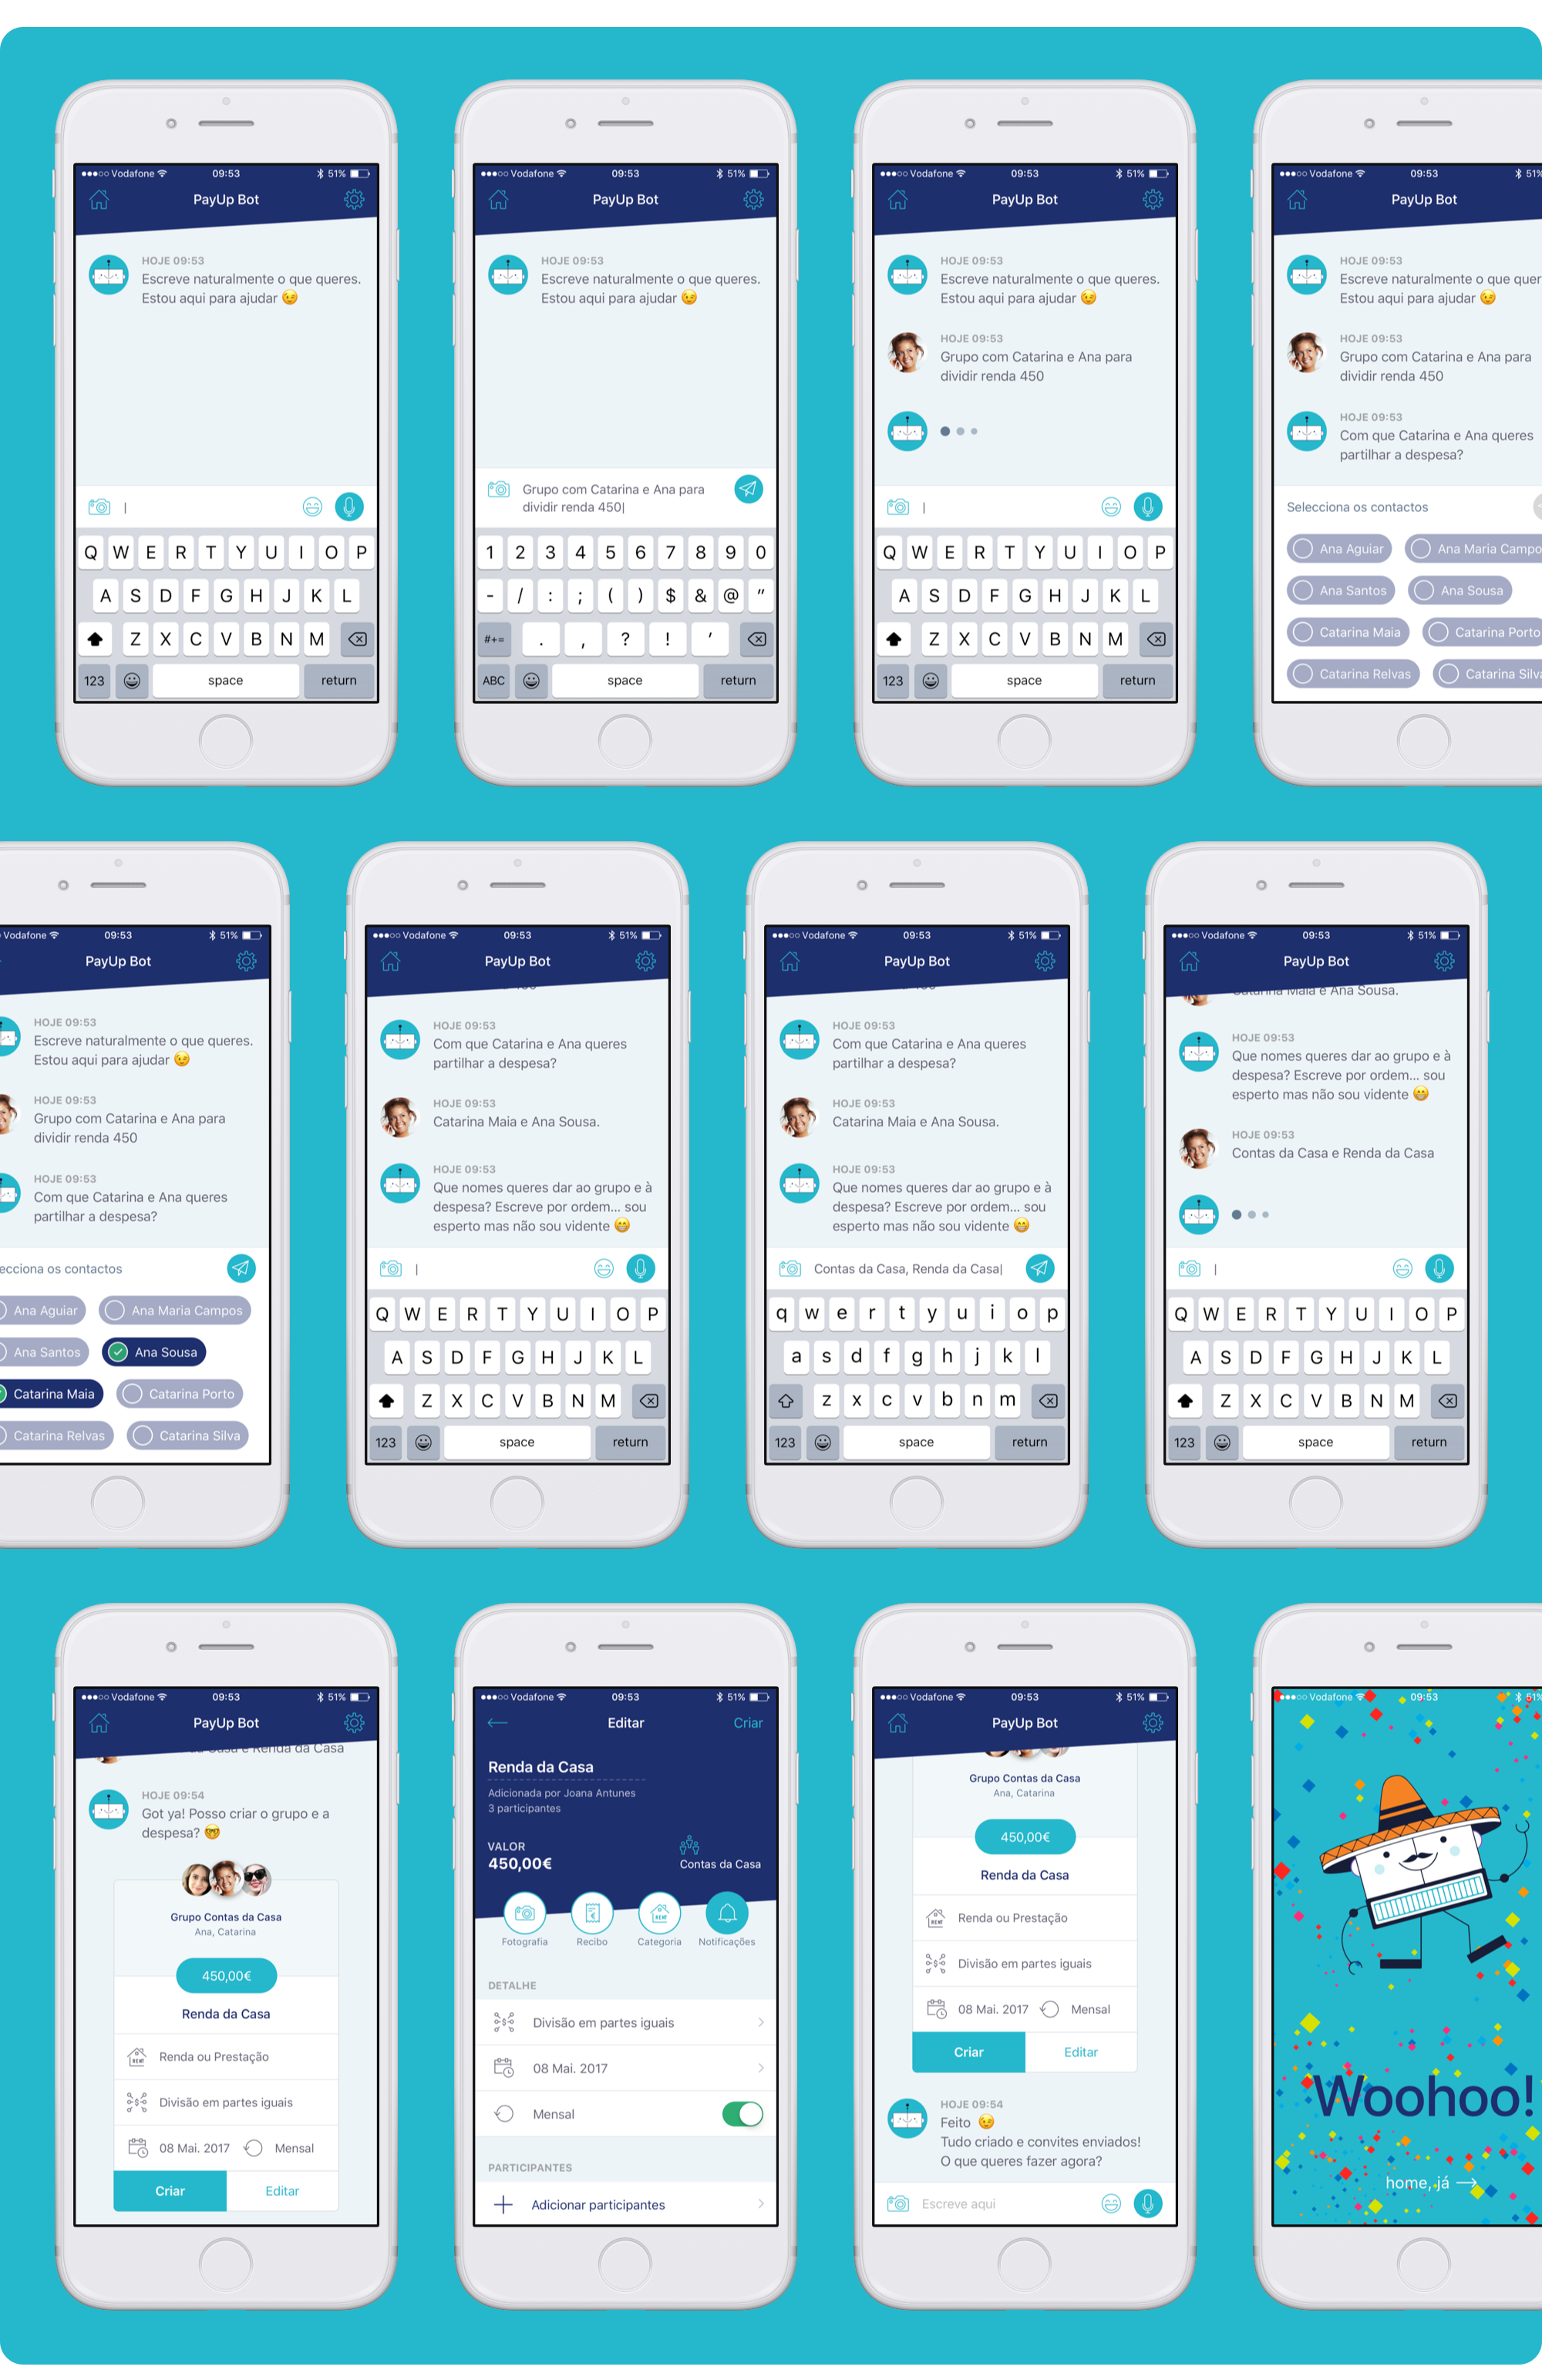 Vodafone 09:53 51%
PayUp Bot
HOJE 09:53
Escreve naturalmente o que queres.
Estou aqui para ajudar 😉
Q W E R T Y U I O P
A S D F G H J K L
Z X C V B N M
123 space return
Vodafone 09:53 51%
PayUp Bot
HOJE 09:53
Escreve naturalmente o que queres.
Estou aqui para ajudar 😉
Grupo com Catarina e Ana para
dividir renda 450
1 2 3 4 5 6 7 8 9 0
- / : ; ( ) $ & @ "
#+= . , ? ! '
ABC space return
Vodafone 09:53 51%
PayUp Bot
HOJE 09:53
Escreve naturalmente o que queres.
Estou aqui para ajudar 😉
HOJE 09:53
Grupo com Catarina e Ana para
dividir renda 450
Q W E R T Y U I O P
A S D F G H J K L
Z X C V B N M
123 space return
Vodafone 09:53 51%
PayUp Bot
HOJE 09:53
Escreve naturalmente o que quer
Estou aqui para ajudar 😉
HOJE 09:53
Grupo com Catarina e Ana para
dividir renda 450
HOJE 09:53
Com que Catarina e Ana queres
partilhar a despesa?
Selecciona os contactos
Ana Aguiar Ana Maria Campo
Ana Santos Ana Sousa
Catarina Maia Catarina Porto
Catarina Relvas Catarina Silv
Vodafone 09:53 51%
PayUp Bot
HOJE 09:53
Escreve naturalmente o que queres.
Estou aqui para ajudar 😉
HOJE 09:53
Grupo com Catarina e Ana para
dividir renda 450
HOJE 09:53
Com que Catarina e Ana queres
partilhar a despesa?
ecciona os contactos
Ana Aguiar Ana Maria Campos
Ana Santos Ana Sousa
Catarina Maia Catarina Porto
Catarina Relvas Catarina Silva
Vodafone 09:53 51%
PayUp Bot
HOJE 09:53
Com que Catarina e Ana queres
partilhar a despesa?
HOJE 09:53
Catarina Maia e Ana Sousa.
HOJE 09:53
Que nomes queres dar ao grupo e à
despesa? Escreve por ordem... sou
esperto mas não sou vidente 😁
Q W E R T Y U I O P
A S D F G H J K L
Z X C V B N M
123 space return
Vodafone 09:53 51%
PayUp Bot
HOJE 09:53
Com que Catarina e Ana queres
partilhar a despesa?
HOJE 09:53
Catarina Maia e Ana Sousa.
HOJE 09:53
Que nomes queres dar ao grupo e à
despesa? Escreve por ordem... sou
esperto mas não sou vidente 😁
Contas da Casa, Renda da Casa
q w e r t y u i o p
a s d f g h j k l
z x c v b n m
123 space return
Vodafone 09:53 51%
PayUp Bot
Catarina Maia e Ana Sousa.
HOJE 09:53
Que nomes queres dar ao grupo e à
despesa? Escreve por ordem... sou
esperto mas não sou vidente 😁
HOJE 09:53
Contas da Casa e Renda da Casa
Q W E R T Y U I O P
A S D F G H J K L
Z X C V B N M
123 space return
Vodafone 09:53 51%
PayUp Bot
Casa e Renda da Casa
HOJE 09:54
Got ya! Posso criar o grupo e a
despesa? 🤓
Grupo Contas da Casa
Ana, Catarina
450,00€
Renda da Casa
RENT Renda ou Prestação
Divisão em partes iguais
08 Mai. 2017 Mensal
Criar Editar
Vodafone 09:53 51%
Editar Criar
Renda da Casa
Adicionada por Joana Antunes
3 participantes
VALOR
450,00€ Contas da Casa
RENT
Fotografia Recibo Categoria Notificações
DETALHE
Divisão em partes iguais
08 Mai. 2017
Mensal
PARTICIPANTES
Adicionar participantes
Vodafone 09:53 51%
PayUp Bot
Grupo Contas da Casa
Ana, Catarina
450,00€
Renda da Casa
RENT Renda ou Prestação
Divisão em partes iguais
08 Mai. 2017 Mensal
Criar Editar
HOJE 09:54
Feito 😉
Tudo criado e convites enviados!
O que queres fazer agora?
Escreve aqui
Vodafone 09:53 51%
Woohoo!
home, já →